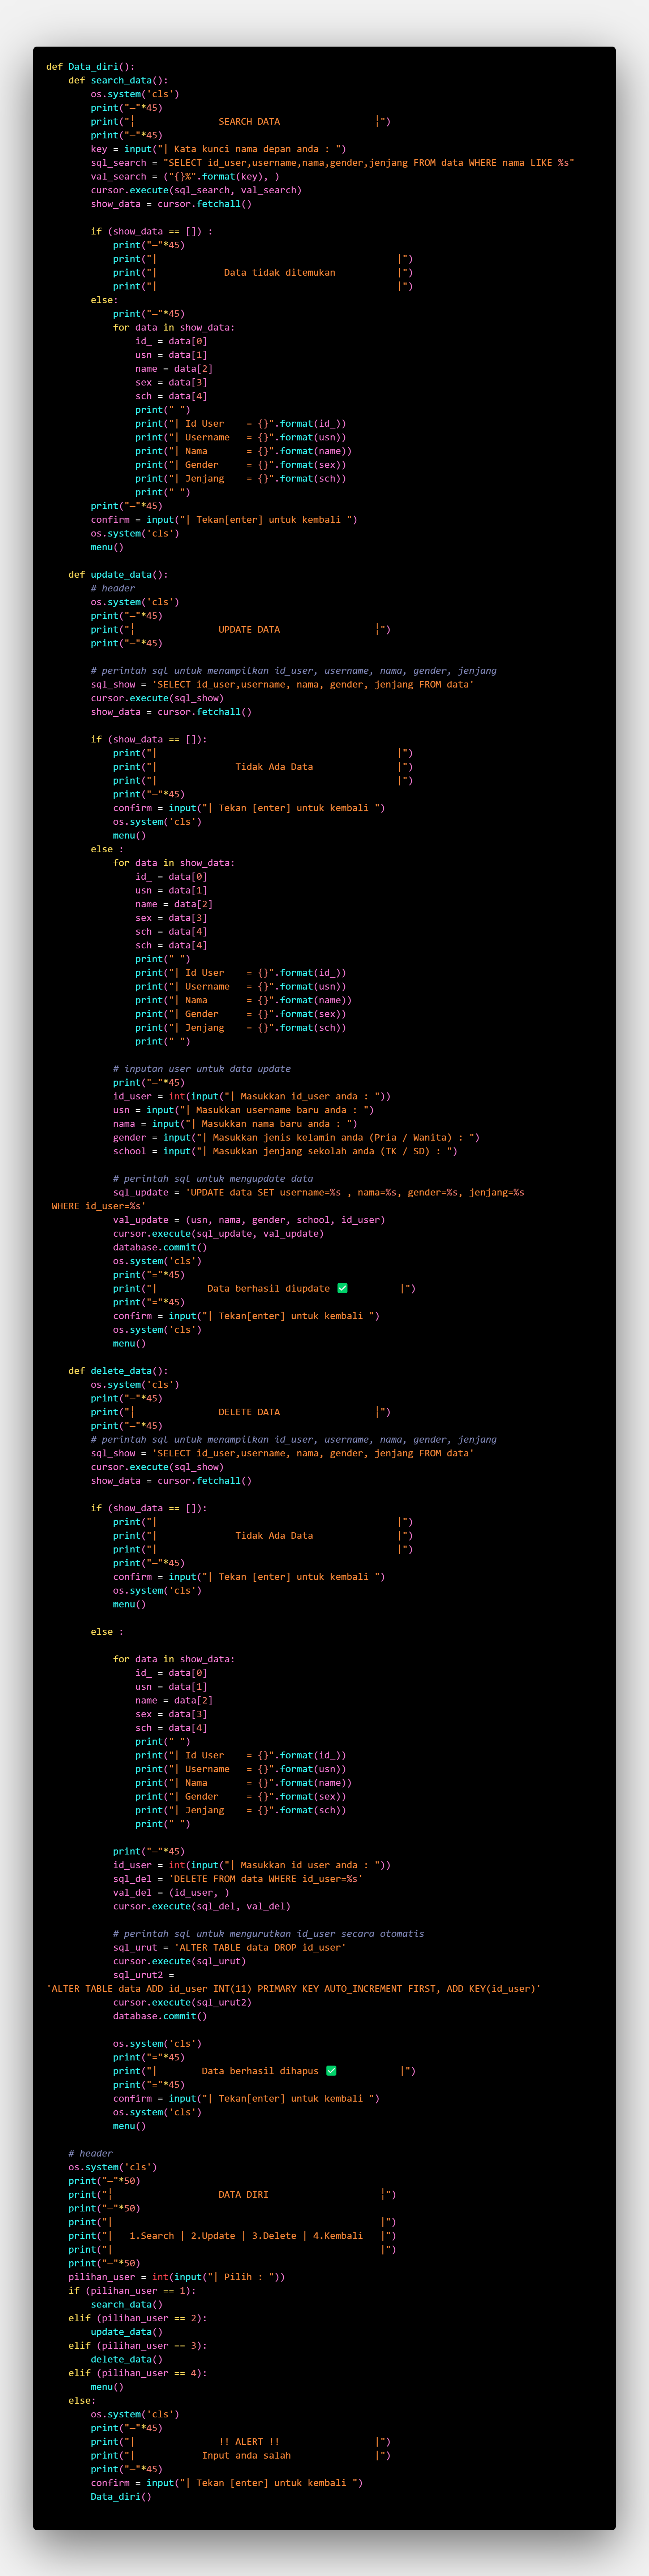 def Data_diri():
    def search_data():
        os.system('cls')
        print("—"*45)
        print("¦               SEARCH DATA                 ¦")
        print("—"*45)
        key = input("| Kata kunci nama depan anda : ")
        sql_search = "SELECT id_user,username,nama,gender,jenjang FROM data WHERE nama LIKE %s"
        val_search = ("{}%".format(key), )
        cursor.execute(sql_search, val_search)
        show_data = cursor.fetchall()

        if (show_data == []) :
            print("—"*45)
            print("|                                           |")
            print("|            Data tidak ditemukan           |")
            print("|                                           |")
        else:
            print("—"*45)
            for data in show_data:
                id_ = data[0]
                usn = data[1]
                name = data[2]
                sex = data[3]
                sch = data[4]
                print(" ")
                print("| Id User    = {}".format(id_))
                print("| Username   = {}".format(usn))
                print("| Nama       = {}".format(name))
                print("| Gender     = {}".format(sex))
                print("| Jenjang    = {}".format(sch))
                print(" ")
        print("—"*45)
        confirm = input("| Tekan[enter] untuk kembali ")
        os.system('cls')
        menu()

    def update_data():
        # header
        os.system('cls')
        print("—"*45)
        print("¦               UPDATE DATA                 ¦")
        print("—"*45)

        # perintah sql untuk menampilkan id_user, username, nama, gender, jenjang
        sql_show = 'SELECT id_user,username, nama, gender, jenjang FROM data'
        cursor.execute(sql_show)
        show_data = cursor.fetchall()

        if (show_data == []):
            print("|                                           |")
            print("|              Tidak Ada Data               |")
            print("|                                           |")
            print("—"*45)
            confirm = input("| Tekan [enter] untuk kembali ")
            os.system('cls')
            menu()
        else :
            for data in show_data:
                id_ = data[0]
                usn = data[1]
                name = data[2]
                sex = data[3]
                sch = data[4]
                sch = data[4]
                print(" ")
                print("| Id User    = {}".format(id_))
                print("| Username   = {}".format(usn))
                print("| Nama       = {}".format(name))
                print("| Gender     = {}".format(sex))
                print("| Jenjang    = {}".format(sch))
                print(" ")

            # inputan user untuk data update
            print("—"*45)
            id_user = int(input("| Masukkan id_user anda : "))
            usn = input("| Masukkan username baru anda : ")
            nama = input("| Masukkan nama baru anda : ")
            gender = input("| Masukkan jenis kelamin anda (Pria / Wanita) : ")
            school = input("| Masukkan jenjang sekolah anda (TK / SD) : ")

            # perintah sql untuk mengupdate data
            sql_update = 'UPDATE data SET username=%s , nama=%s, gender=%s, jenjang=%s
 WHERE id_user=%s'
            val_update = (usn, nama, gender, school, id_user)
            cursor.execute(sql_update, val_update)
            database.commit()
            os.system('cls')
            print("="*45)
            print("|         Data berhasil diupdate ✅         |")
            print("="*45)
            confirm = input("| Tekan[enter] untuk kembali ")
            os.system('cls')
            menu()

    def delete_data():
        os.system('cls')
        print("—"*45)
        print("¦               DELETE DATA                 ¦")
        print("—"*45)
        # perintah sql untuk menampilkan id_user, username, nama, gender, jenjang
        sql_show = 'SELECT id_user,username, nama, gender, jenjang FROM data'
        cursor.execute(sql_show)
        show_data = cursor.fetchall()

        if (show_data == []):
            print("|                                           |")
            print("|              Tidak Ada Data               |")
            print("|                                           |")
            print("—"*45)
            confirm = input("| Tekan [enter] untuk kembali ")
            os.system('cls')
            menu()

        else :

            for data in show_data:
                id_ = data[0]
                usn = data[1]
                name = data[2]
                sex = data[3]
                sch = data[4]
                print(" ")
                print("| Id User    = {}".format(id_))
                print("| Username   = {}".format(usn))
                print("| Nama       = {}".format(name))
                print("| Gender     = {}".format(sex))
                print("| Jenjang    = {}".format(sch))
                print(" ")

            print("—"*45)
            id_user = int(input("| Masukkan id user anda : "))
            sql_del = 'DELETE FROM data WHERE id_user=%s'
            val_del = (id_user, )
            cursor.execute(sql_del, val_del)

            # perintah sql untuk mengurutkan id_user secara otomatis
            sql_urut = 'ALTER TABLE data DROP id_user'
            cursor.execute(sql_urut)
            sql_urut2 =
'ALTER TABLE data ADD id_user INT(11) PRIMARY KEY AUTO_INCREMENT FIRST, ADD KEY(id_user)'
            cursor.execute(sql_urut2)
            database.commit()

            os.system('cls')
            print("="*45)
            print("|        Data berhasil dihapus ✅           |")
            print("="*45)
            confirm = input("| Tekan[enter] untuk kembali ")
            os.system('cls')
            menu()

    # header
    os.system('cls')
    print("—"*50)
    print("¦                   DATA DIRI                    ¦")
    print("—"*50)
    print("|                                                |")
    print("|   1.Search | 2.Update | 3.Delete | 4.Kembali   |")
    print("|                                                |")
    print("—"*50)
    pilihan_user = int(input("| Pilih : "))
    if (pilihan_user == 1):
        search_data()
    elif (pilihan_user == 2):
        update_data()
    elif (pilihan_user == 3):
        delete_data()
    elif (pilihan_user == 4):
        menu()
    else:
        os.system('cls')
        print("—"*45)
        print("|               !! ALERT !!                 |")
        print("|            Input anda salah               |")
        print("—"*45)
        confirm = input("| Tekan [enter] untuk kembali ")
        Data_diri()